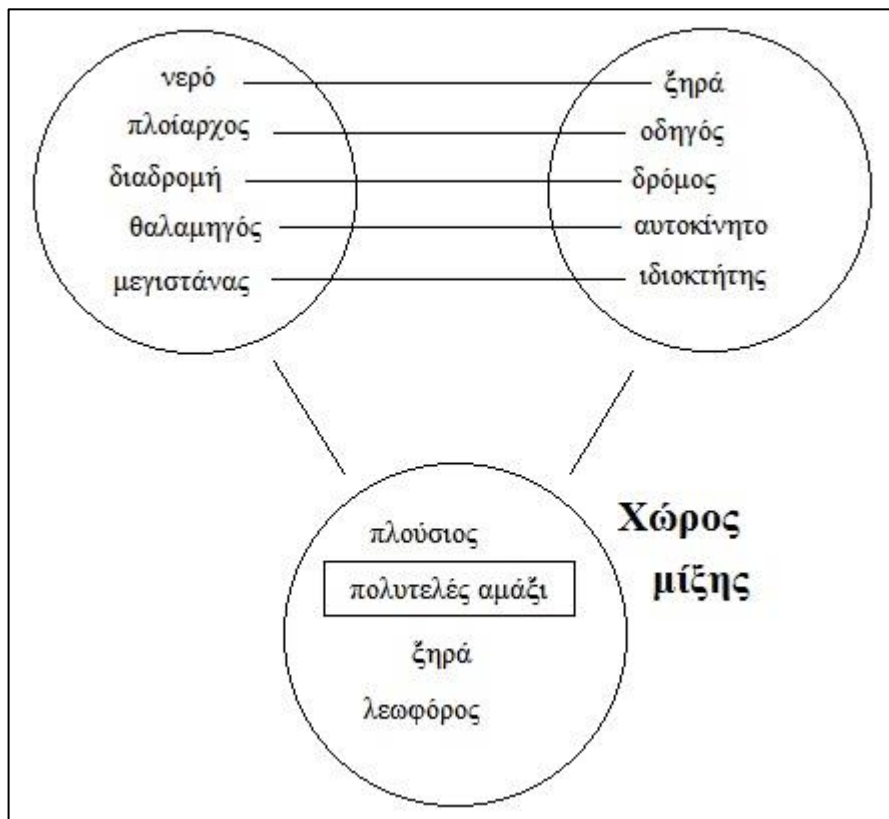 νερό
ξηρά
πλοίαρχος
οδηγός
διαδρομή
δρόμος
θαλαμηγός
αυτοκίνητο
μεγιστάνας
ιδιοκτήτης
πλούσιος
πολυτελές αμάξι
ξηρά
λεωφόρος
Χώρος
μίξης